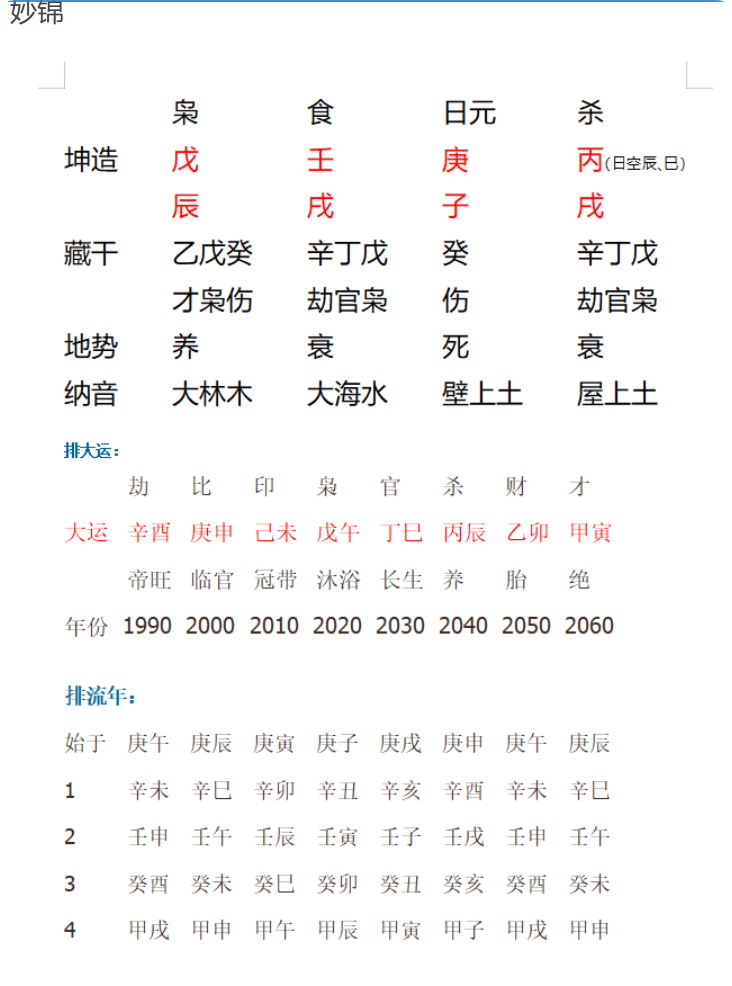 妙锦
枭 食 日元 杀
坤造 戊 壬 庚 丙(日空辰、巳)
辰 戌 子 戌
藏干 乙戊癸 辛丁戊 癸 辛丁戊
才枭伤 劫官枭 伤 劫官枭
地势 养 衰 死 衰
纳音 大林木 大海水 壁上土 屋上土
排大运：
劫 比 印 枭 官 杀 财 才
大运 辛酉 庚申 己未 戊午 丁巳 丙辰 乙卯 甲寅
帝旺 临官 冠带 沐浴 长生 养 胎 绝
年份 1990 2000 2010 2020 2030 2040 2050 2060
排流年：
始于 庚午 庚辰 庚寅 庚子 庚戌 庚申 庚午 庚辰
1 辛未 辛巳 辛卯 辛丑 辛亥 辛酉 辛未 辛巳
2 壬申 壬午 壬辰 壬寅 壬子 壬戌 壬申 壬午
3 癸酉 癸未 癸巳 癸卯 癸丑 癸亥 癸酉 癸未
4 甲戌 甲申 甲午 甲辰 甲寅 甲子 甲戌 甲申